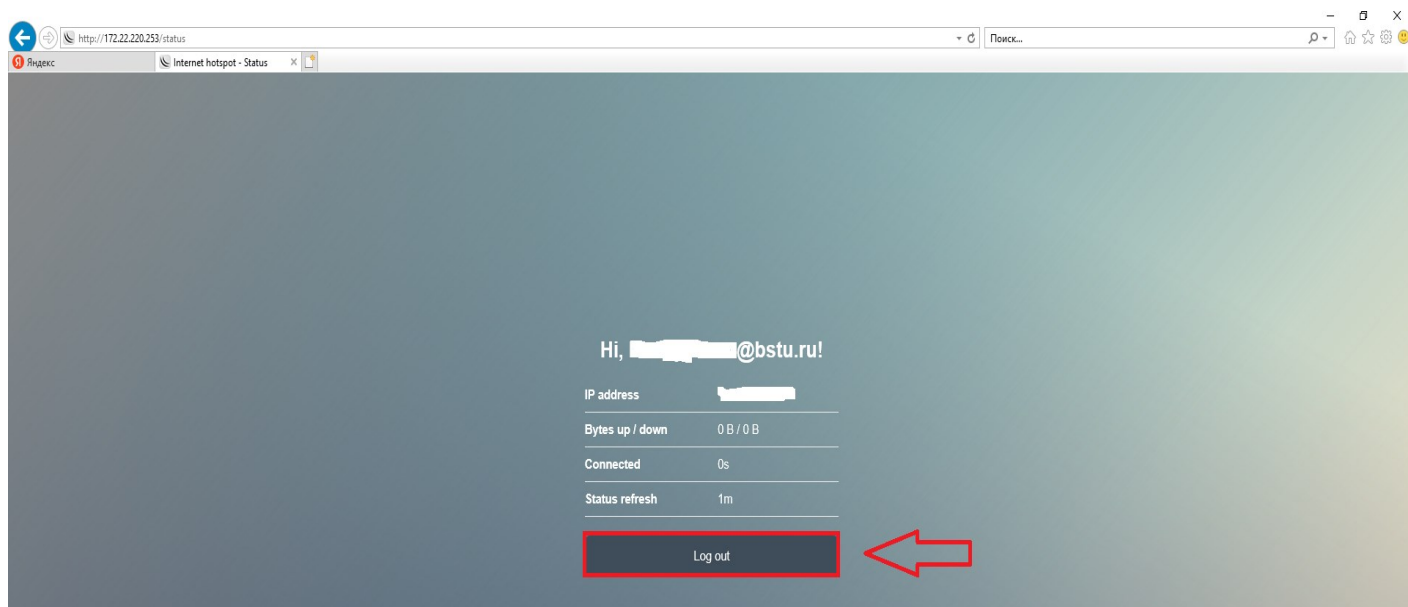 http://172.22.220.253/status
Поиск...
Яндекс
Internet hotspot - Status
Hi, @bstu.ru!
IP address
Bytes up / down 0 B / 0 B
Connected 0s
Status refresh 1m
Log out